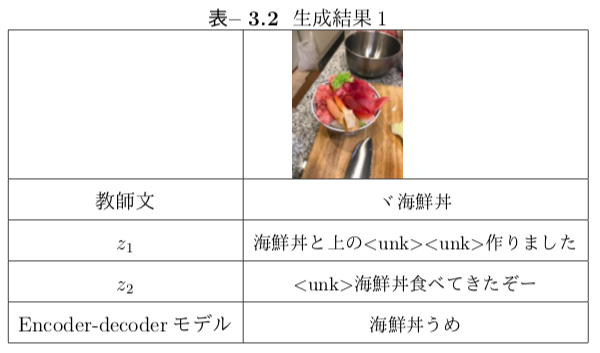 表– 3.2 生成結果 1
教師文 ヾ海鮮丼
z1 海鮮丼と上の<unk><unk>作りました
z2 <unk>海鮮丼食べてきたぞー
Encoder-decoder モデル 海鮮丼うめ